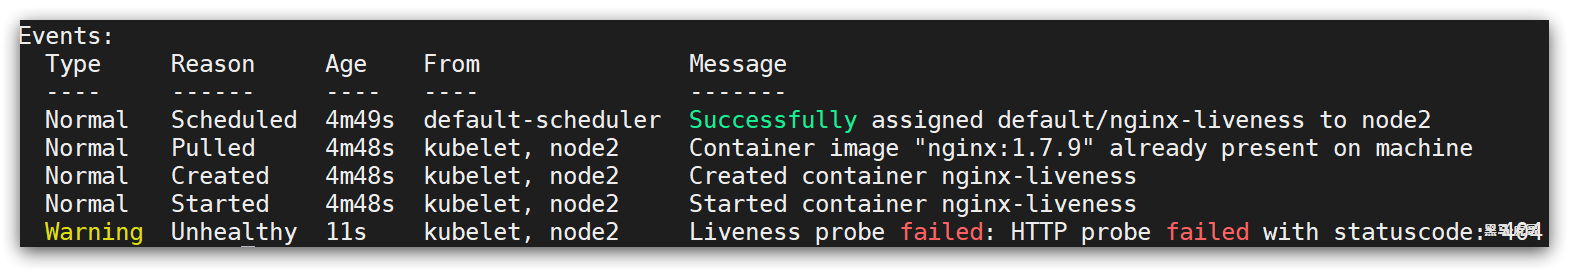 Events:
Type Reason Age From Message
---- ------ ---- ---- -------
Normal Scheduled 4m49s default-scheduler Successfully assigned default/nginx-liveness to node2
Normal Pulled 4m48s kubelet, node2 Container image "nginx:1.7.9" already present on machine
Normal Created 4m48s kubelet, node2 Created container nginx-liveness
Normal Started 4m48s kubelet, node2 Started container nginx-liveness
Warning Unhealthy 11s kubelet, node2 Liveness probe failed: HTTP probe failed with statuscode: 404